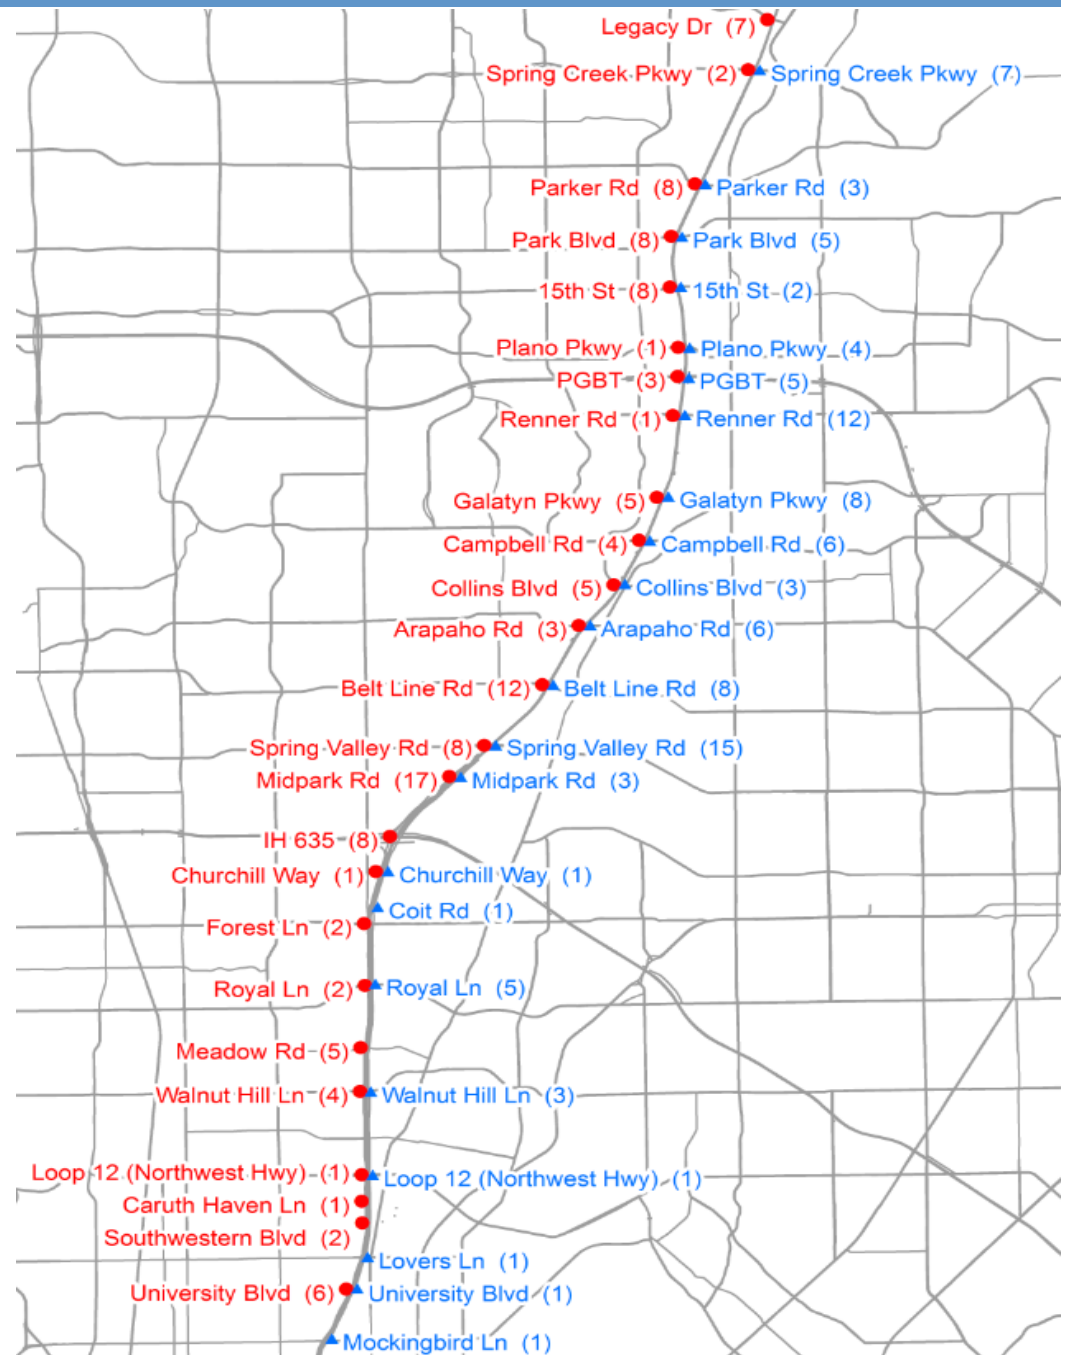 Legacy Dr (7)
Spring Creek Pkwy (2) Spring Creek Pkwy (7)
Parker Rd (8) Parker Rd (3)
Park Blvd (8) Park Blvd (5)
15th St (8) 15th St (2)
Plano Pkwy (1) Plano Pkwy (4)
PGBT (3) PGBT (5)
Renner Rd (1) Renner Rd (12)
Galatyn Pkwy (5) Galatyn Pkwy (8)
Campbell Rd (4) Campbell Rd (6)
Collins Blvd (5) Collins Blvd (3)
Arapaho Rd (3) Arapaho Rd (6)
Belt Line Rd (12) Belt Line Rd (8)
Spring Valley Rd (8) Spring Valley Rd (15)
Midpark Rd (17) Midpark Rd (3)
IH 635 (8)
Churchill Way (1) Churchill Way (1)
Coit Rd (1)
Forest Ln (2)
Royal Ln (2) Royal Ln (5)
Meadow Rd (5)
Walnut Hill Ln (4) Walnut Hill Ln (3)
Loop 12 (Northwest Hwy) (1) Loop 12 (Northwest Hwy) (1)
Caruth Haven Ln (1)
Southwestern Blvd (2)
Lovers Ln (1)
University Blvd (6) University Blvd (1)
Mockingbird Ln (1)